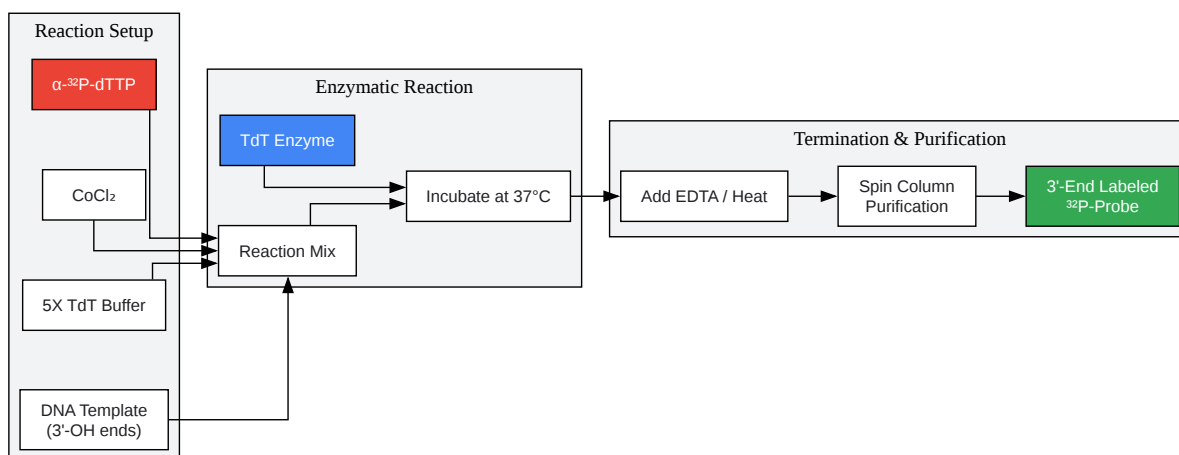 Reaction Setup
α-³²P-dTTP
CoCl₂
5X TdT Buffer
DNA Template
(3'-OH ends)
Enzymatic Reaction
TdT Enzyme
Incubate at 37°C
Reaction Mix
Termination & Purification
Add EDTA / Heat
Spin Column
Purification
3'-End Labeled
³²P-Probe